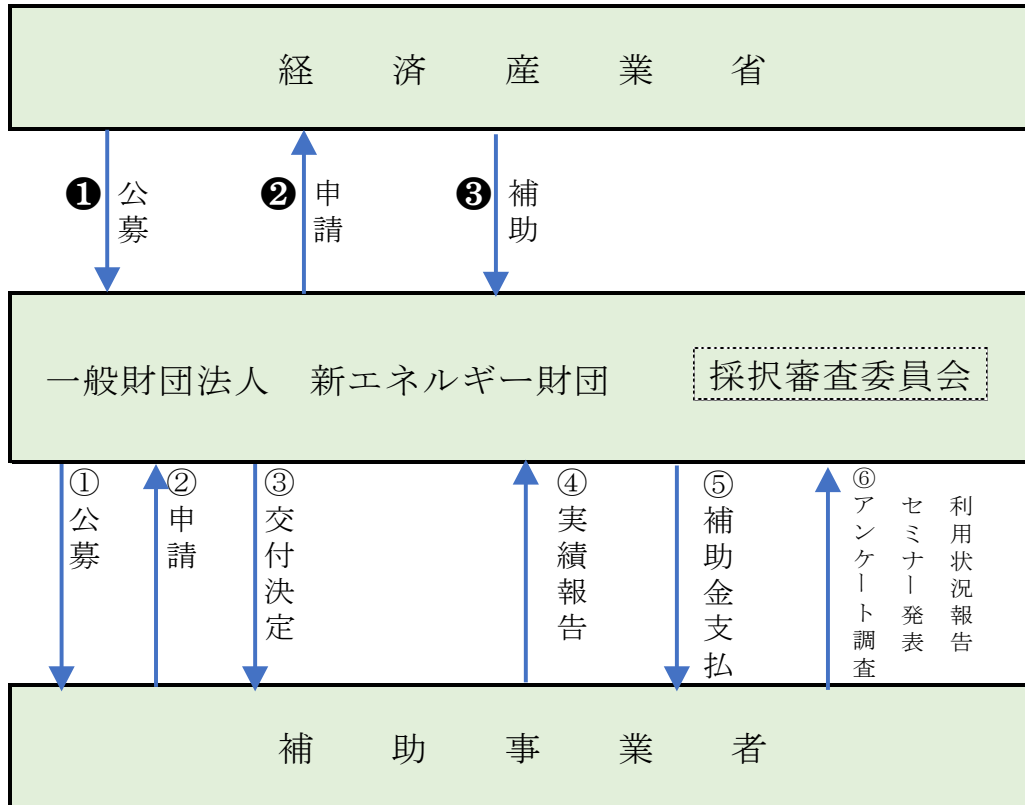 経済産業省
❶公募
❷申請
❸補助
一般財団法人　新エネルギー財団
採択審査委員会
①公募
②申請
③交付決定
④実績報告
⑤補助金支払
⑥アンケート調査
セミナー発表
利用状況報告
補助事業者